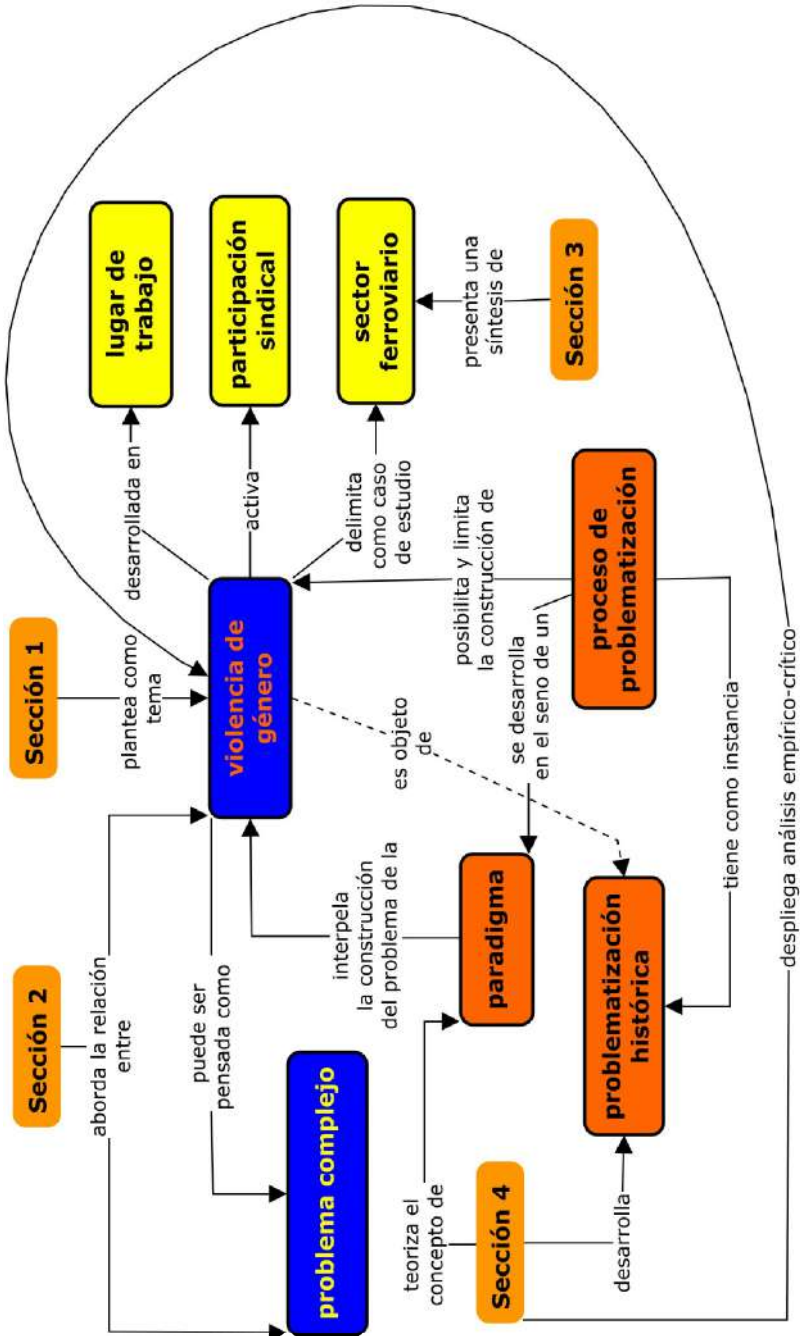 Sección 2
aborda la relación
entre
Sección 1
plantea como
tema
puede ser
pensada como
violencia de
género
desarrollada en
lugar de
trabajo
activa
participación
sindical
delimita
como caso
de estudio
sector
ferroviario
presenta una
síntesis de
Sección 3
problema complejo
interpela
la construcción
del problema de la
es objeto
de
posibilita y limita
la construcción de
se desarrolla
en el seno de un
proceso de
problematización
paradigma
teoriza el
concepto de
Sección 4
desarrolla
problematización
histórica
tiene como instancia
despliega análisis empírico-crítico